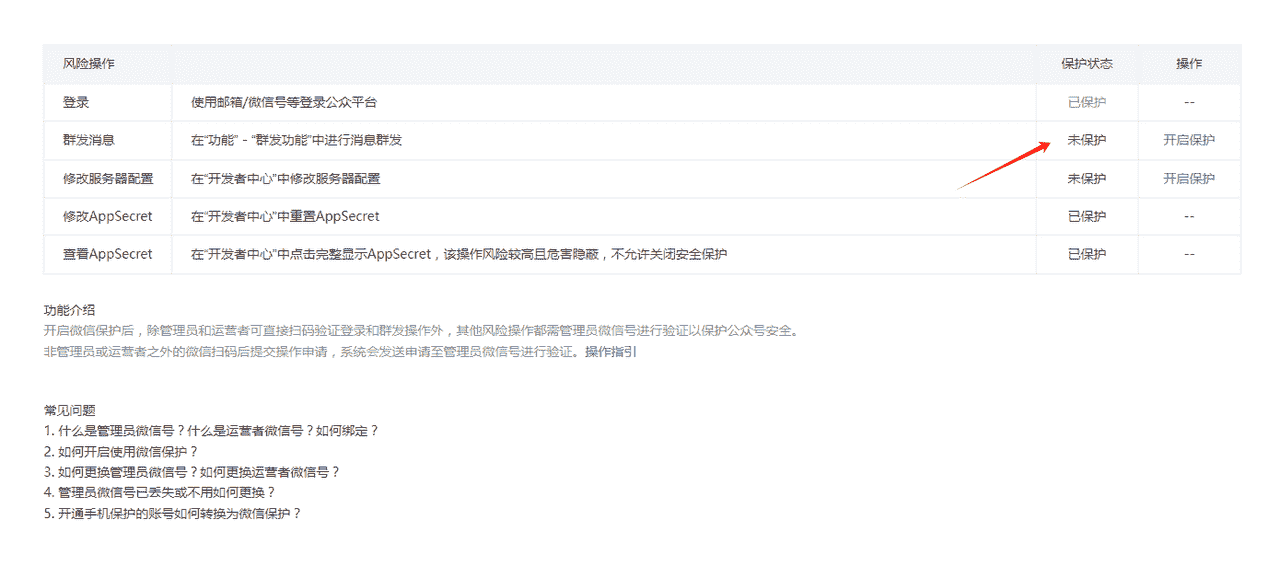 风险操作 保护状态 操作
登录 使用邮箱/微信号等登录公众平台 已保护 --
群发消息 在“功能” - “群发功能”中进行消息群发 未保护 开启保护
修改服务器配置 在“开发者中心”中修改服务器配置 未保护 开启保护
修改AppSecret 在“开发者中心”中重置AppSecret 已保护 --
查看AppSecret 在“开发者中心”中点击完整显示AppSecret，该操作风险较高且危害隐蔽，不允许关闭安全保护 已保护 --
功能介绍
开启微信保护后，除管理员和运营者可直接扫码验证登录和群发操作外，其他风险操作都需管理员微信号进行验证以保护公众号安全。
非管理员或运营者之外的微信扫码后提交操作申请，系统会发送申请至管理员微信号进行验证。操作指引
常见问题
1. 什么是管理员微信号？什么是运营者微信号？如何绑定？
2. 如何开启使用微信保护？
3. 如何更换管理员微信号？如何更换运营者微信号？
4. 管理员微信号已丢失或不用如何更换？
5. 开通手机保护的账号如何转换为微信保护？